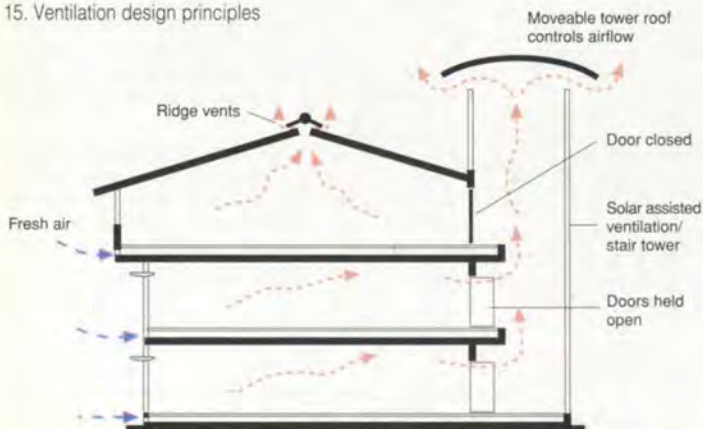 15. Ventilation design principles
Moveable tower roof
controls airflow
Ridge vents
Door closed
Fresh air
Solar assisted
ventilation/
stair tower
Doors held
open